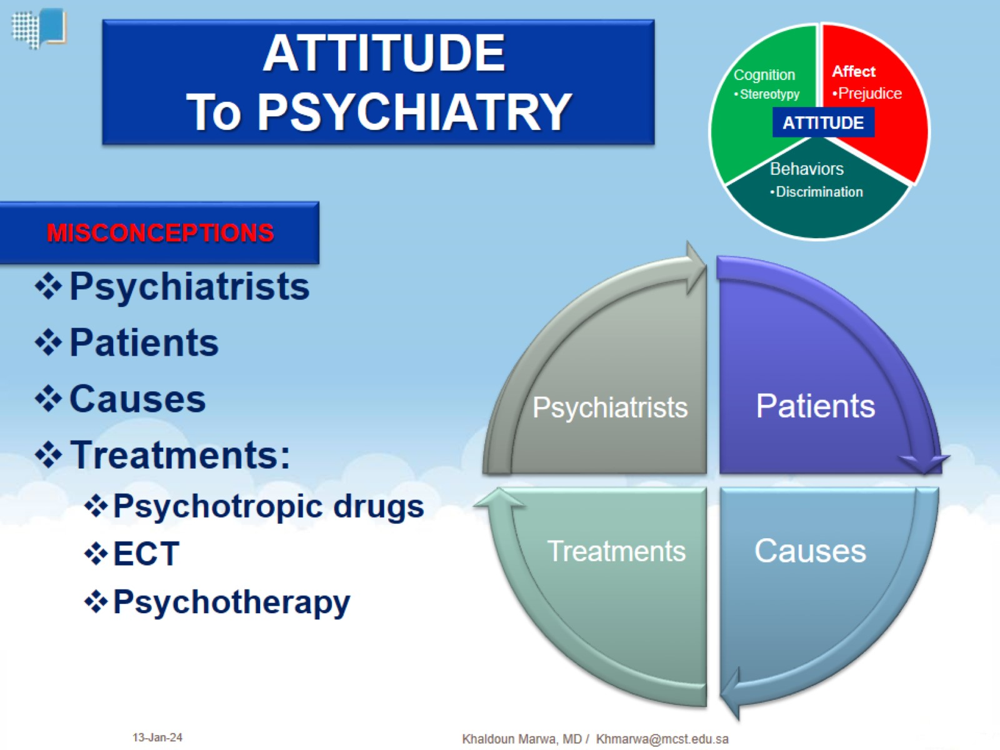 ATTITUDE
To PSYCHIATRY
Cognition
•Stereotypy
Affect
•Prejudice
ATTITUDE
Behaviors
•Discrimination
MISCONCEPTIONS
❖Psychiatrists
❖Patients
❖Causes
❖Treatments:
❖Psychotropic drugs
❖ECT
❖Psychotherapy
Psychiatrists
Patients
Treatments
Causes
13-Jan-24
Khaldoun Marwa, MD / Khmarwa@mcst.edu.sa